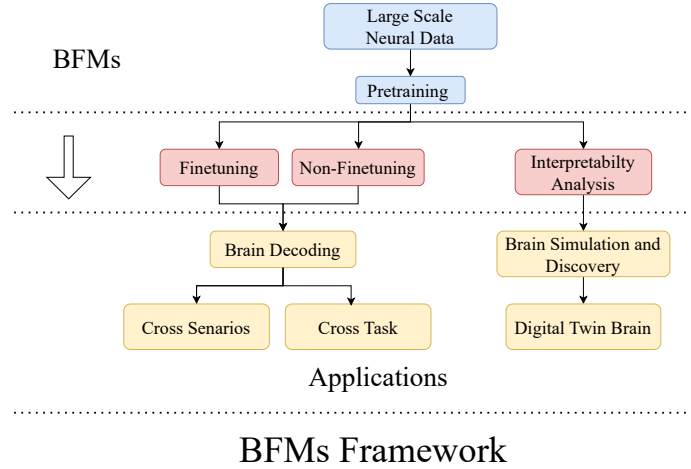 Large Scale
Neural Data
BFMs
Pretraining
Finetuning
Non-Finetuning
Interpretabilty
Analysis
Brain Decoding
Brain Simulation and
Discovery
Cross Senarios
Cross Task
Digital Twin Brain
Applications
BFMs Framework